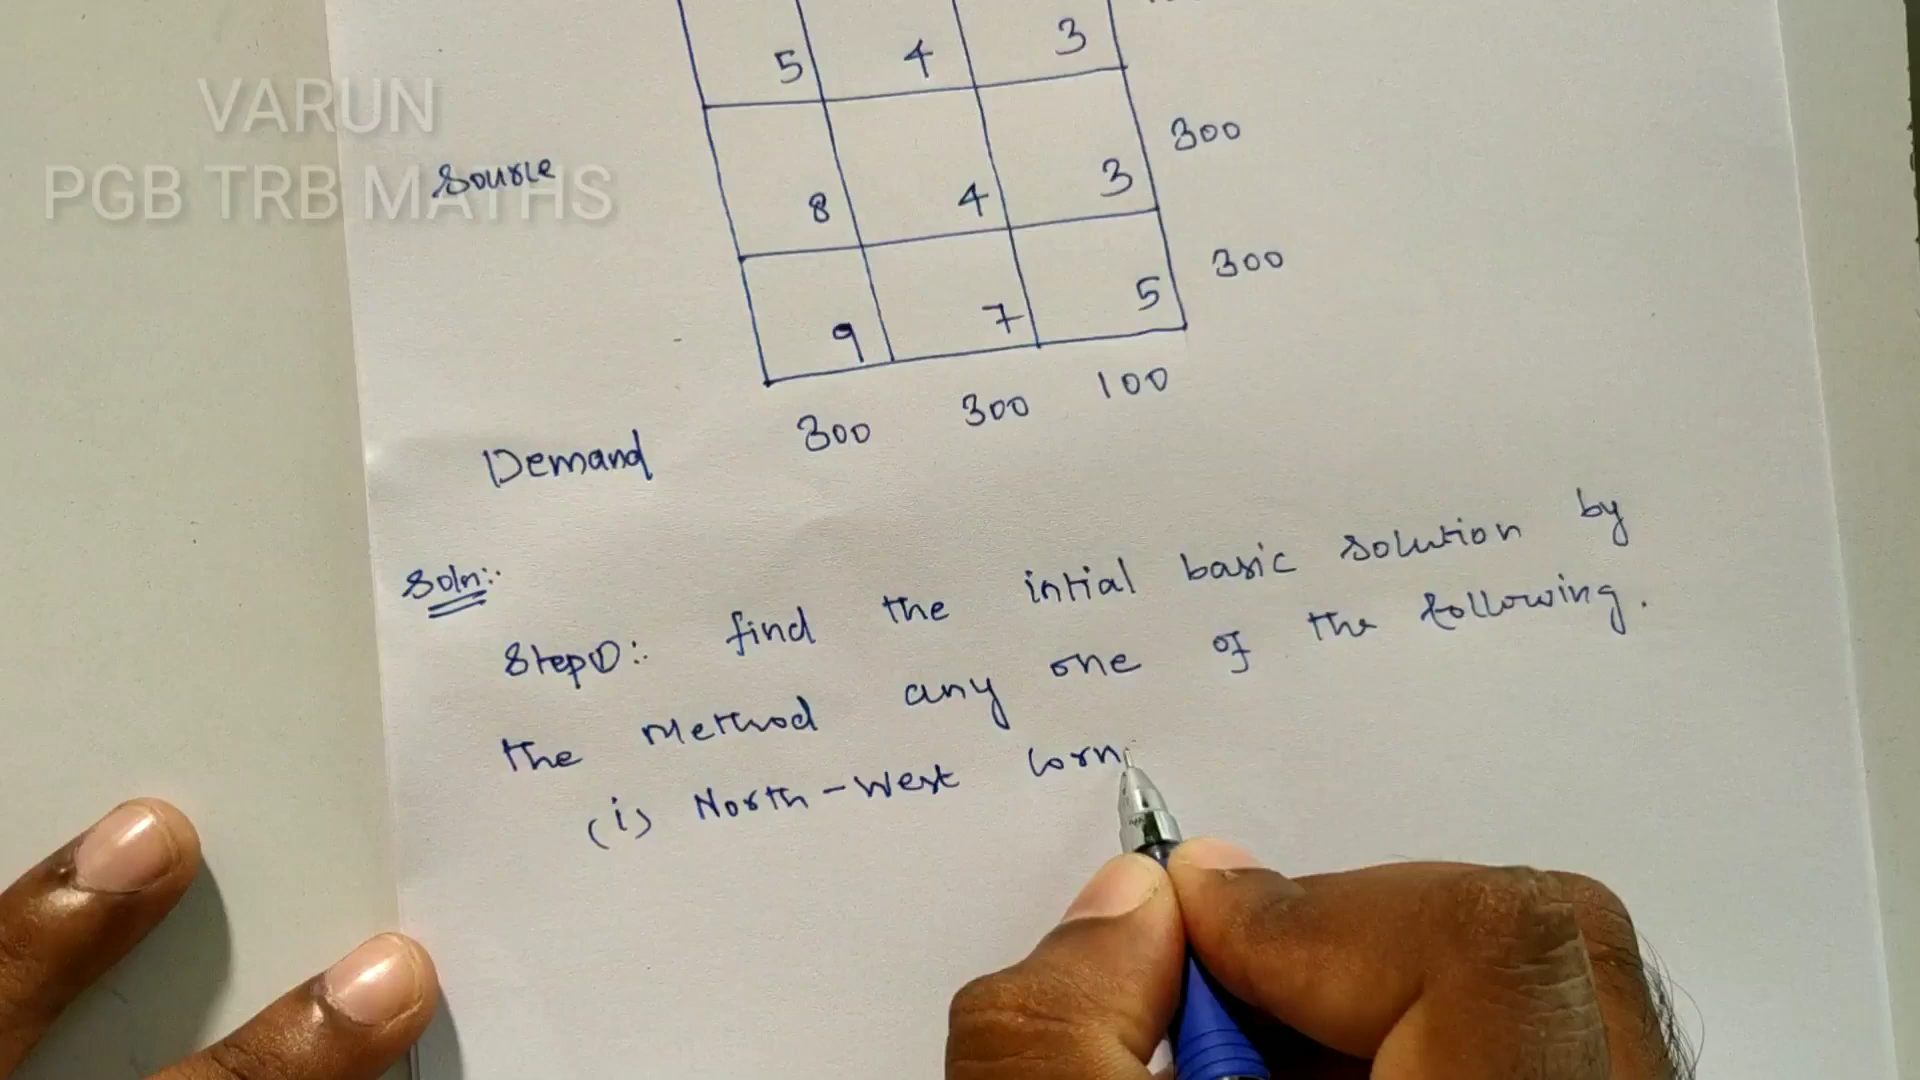 VARUN
PGB TRB MATHS
5 4 3
Source 8 4 3 300
9 7 5 300
Demand 300 300 100
Soln:
Step①: find the intial basic solution by
the method any one of the following.
(i) North-West Corn